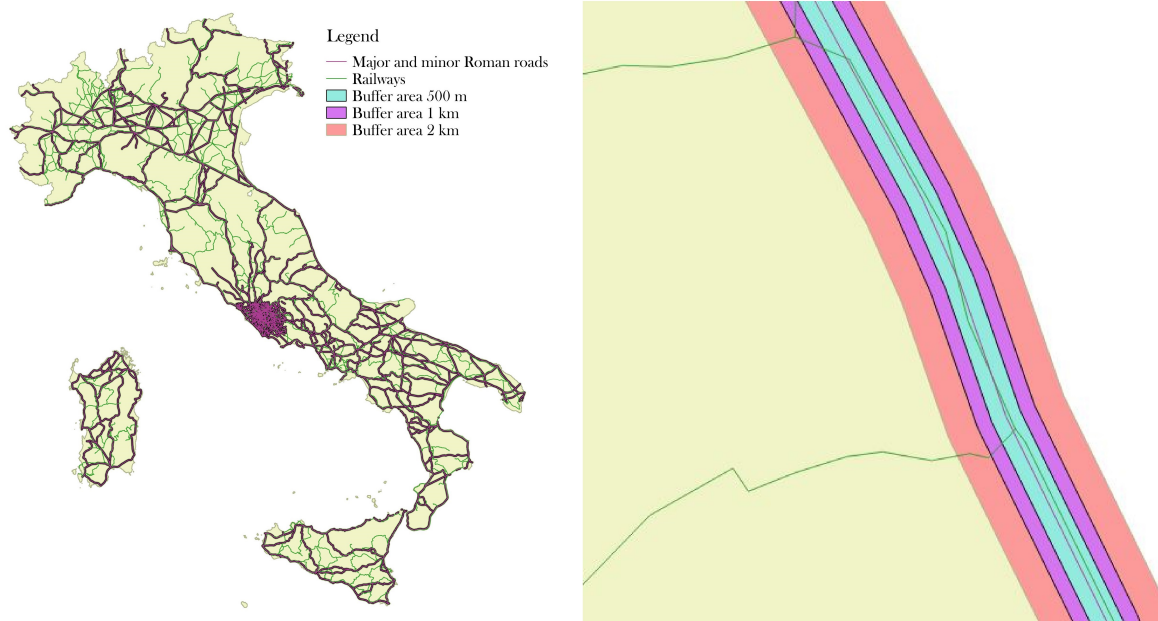 Legend
Major and minor Roman roads
Railways
Buffer area 500 m
Buffer area 1 km
Buffer area 2 km